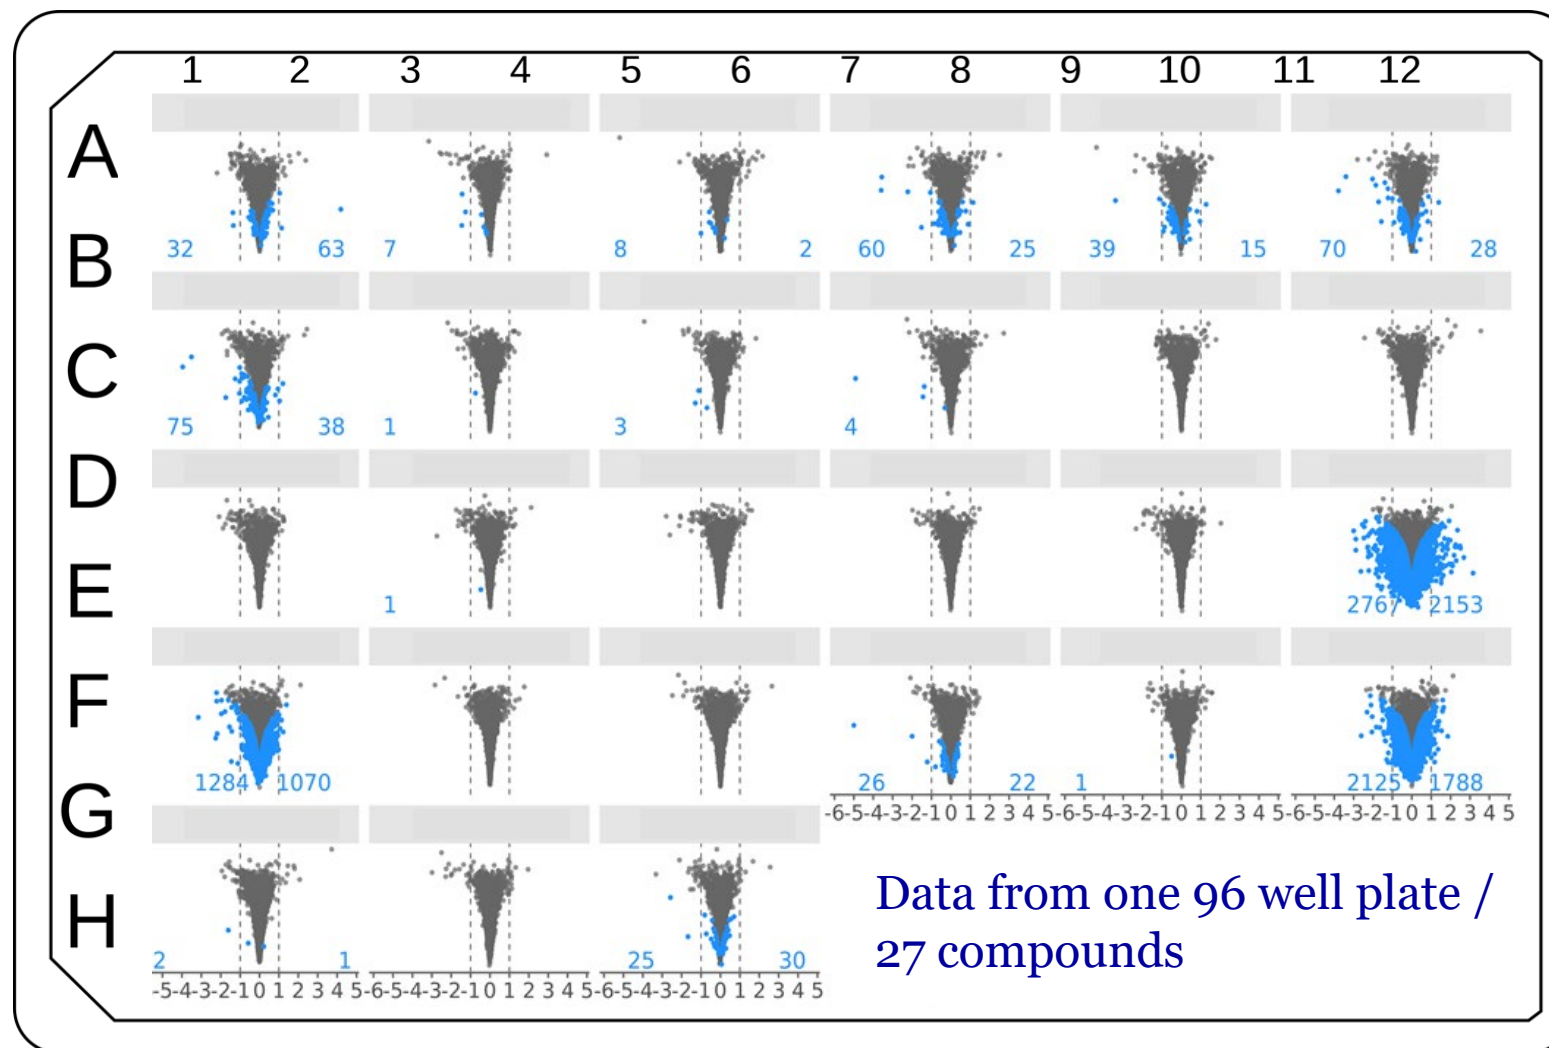 1 2 3 4 5 6 7 8 9 10 11 12
A
32 63 7 8 2 60 25 39 15 70 28
B
C
75 38 1 3 4
D
E
1 2767 2153
F
1284 1070 26 22 1 2125 1788
G
-6-5-4-3-2-1 0 1 2 3 4 5-6-5-4-3-2-1 0 1 2 3 4 5-6-5-4-3-2-1 0 1 2 3 4 5
Data from one 96 well plate /
H
27 compounds
2 1 25 30
-5-4-3-2-1 0 1 2 3 4 5-6-5-4-3-2-1 0 1 2 3 4 5-6-5-4-3-2-1 0 1 2 3 4 5